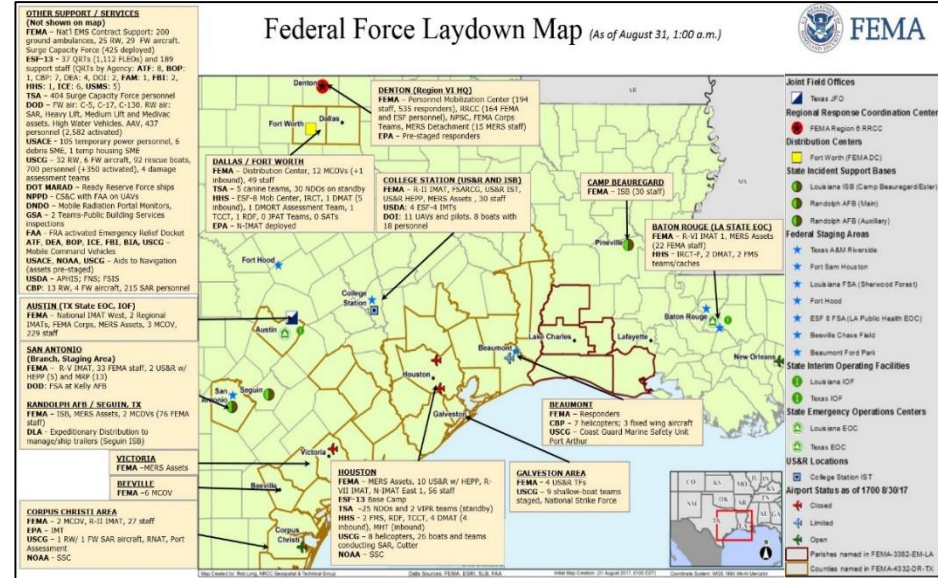 Federal Force Laydown Map (As of August 31, 1:00 a.m.)
FEMA
OTHER SUPPORT / SERVICES
(Not shown on map)
FEMA – Nat'l EMS Contract Support: 200
ground ambulances, 25 RW, 29 FW aircraft.
Surge Capacity Force (425 deployed)
ESF-13 - 37 QRTs (1,112 FLEOs) and 189
support staff (QRTs by Agency: ATF: 8, BOP:
1, CBP: 7, DEA: 4, DOI: 2, FAM: 1, FBI: 2,
HHS: 1, ICE: 6, USMS: 5)
TSA – 404 Surge Capacity Force personnel
DOD – FW air: C-5, C-17, C-130. RW air:
SAR, Heavy Lift, Medium Lift and Medivac
assets. High Water Vehicles. AAV, 437
personnel (2,582 activated)
USACE – 105 temporary power personnel, 6
debris SME, 1 temp housing SME
USCG – 32 RW, 6 FW aircraft, 92 rescue boats,
700 personnel (+350 activated), 4 damage
assessment teams
DOT MARAD – Ready Reserve Force ships
NPPD – CS&C with FAA on UAVs
DNDO – Mobile Radiation Portal Monitors,
GSA – 2 Teams-Public Building Services
inspections
FAA - FRA activated Emergency Relief Docket
ATF, DEA, BOP, ICE, FBI, BIA, USCG –
Mobile Command Vehicles
USACE, NOAA, USCG – Aids to Navigation
(assets pre-staged)
USDA – APHIS; FNS; FSIS
CBP: 13 RW, 4 FW aircraft, 215 SAR personnel
AUSTIN (TX State EOC, IOF)
FEMA – National IMAT West, 2 Regional
IMATs, FEMA Corps, MERS Assets, 3 MCOV,
229 staff
SAN ANTONIO
(Branch, Staging Area)
FEMA – R-V IMAT, 33 FEMA staff, 2 US&R w/
HEPP (5) and MRP (13)
DOD: FSA at Kelly AFB
RANDOLPH AFB / SEGUIN, TX
FEMA – ISB, MERS Assets, 2 MCOVs (76 FEMA
staff)
DLA – Expeditionary Distribution to
manage/ship trailers (Seguin ISB)
VICTORIA
FEMA –MERS Assets
BEEVILLE
FEMA –6 MCOV
CORPUS CHRISTI AREA
FEMA – 2 MCOV, R-II IMAT, 27 staff
EPA – IMT
USCG – 1 RW/ 1 FW SAR aircraft, RNAT, Port
Assessment
NOAA – SSC
DENTON (Region VI HQ)
FEMA – Personnel Mobilization Center (194
staff, 535 responders), RRCC (164 FEMA
and ESF personnel), NPSC, FEMA Corps
Teams, MERS Detachment (15 MERS staff)
EPA – Pre-staged responders
DALLAS / FORT WORTH
FEMA – Distribution Center, 12 MCOVs (+1
inbound), 49 staff
TSA – 5 canine teams, 30 NDOs on standby
HHS – ESF-8 Mob Center, IRCT, 1 DMAT (5
inbound), 1 DMORT Assessment Team, 1
TCCT, 1 RDF, 0 JPAT Teams, 0 SATs
EPA – N-IMAT deployed
COLLEGE STATION (US&R AND ISB)
FEMA – R-II IMAT, FSARCG, US&R IST,
US&R HEPP, MERS Assets , 30 staff
USDA: 4 ESF-4 IMTs
DOI: 11 UAVs and pilots. 8 boats with
18 personnel
CAMP BEAUREGARD
FEMA – ISB (30 staff)
BATON ROUGE (LA STATE EOC)
FEMA – R-VI IMAT 1, MERS Assets
(22 FEMA staff)
HHS – IRCT-F, 2 DMAT, 2 FMS
teams/caches
BEAUMONT
FEMA – Responders
CBP – 7 helicopters; 3 fixed wing aircraft
USCG – Coast Guard Marine Safety Unit
Port Arthur
HOUSTON
FEMA – MERS Assets, 10 US&R w/ HEPP, R-
VII IMAT, N-IMAT East 1, 56 staff
ESF-13 Base Camp
TSA –25 NDOs and 2 VIPR teams (standby)
HHS - 2 FMS, RDF, TCCT, 4 DMAT (4
inbound), MHT (inbound)
USCG – 8 helicopters, 26 boats and teams
conducting SAR, Cutter
NOAA – SSC
GALVESTON AREA
FEMA - 4 US&R TFs
USCG – 9 shallow-boat teams
staged, National Strike Force
Denton
Fort Worth
Dallas
Fort Hood
College
Station
Austin
San
Antonio
Seguin
Houston
Galveston
Victoria
Beeville
Corpus
Christi
Beaumont
Lake Charles
Lafayette
Pineville
Baton Rouge
New Orleans
AR
MS
Joint Field Offices
Texas JFO
Regional Response Coordination Center
FEMA Region 6 RRCC
Distribution Centers
Fort Worth (FEMA DC)
State Incident Support Bases
Louisiana ISB (Camp Beauregard/Esler)
Randolph AFB (Main)
Randolph AFB (Auxiliary)
Federal Staging Areas
Texas A&M Riverside
Fort Sam Houston
Louisiana FSA (Sherwood Forest)
Fort Hood
ESF 8 FSA (LA Public Health EOC)
Beeville Chase Field
Beaumont Ford Park
State Interim Operating Facilities
Louisiana IOF
Texas IOF
State Emergency Operations Centers
Louisiana EOC
Texas EOC
US&R Locations
College Station IST
Airport Status as of 1700 8/30/17
Closed
Limited
Open
Parishes named in FEMA-3382-EM-LA
Counties named in FEMA-4332-DR-TX
CO
KS
MO
NM
OK
AR
TX
LA
Data Sources: FEMA, ESRI, SLB, FAA